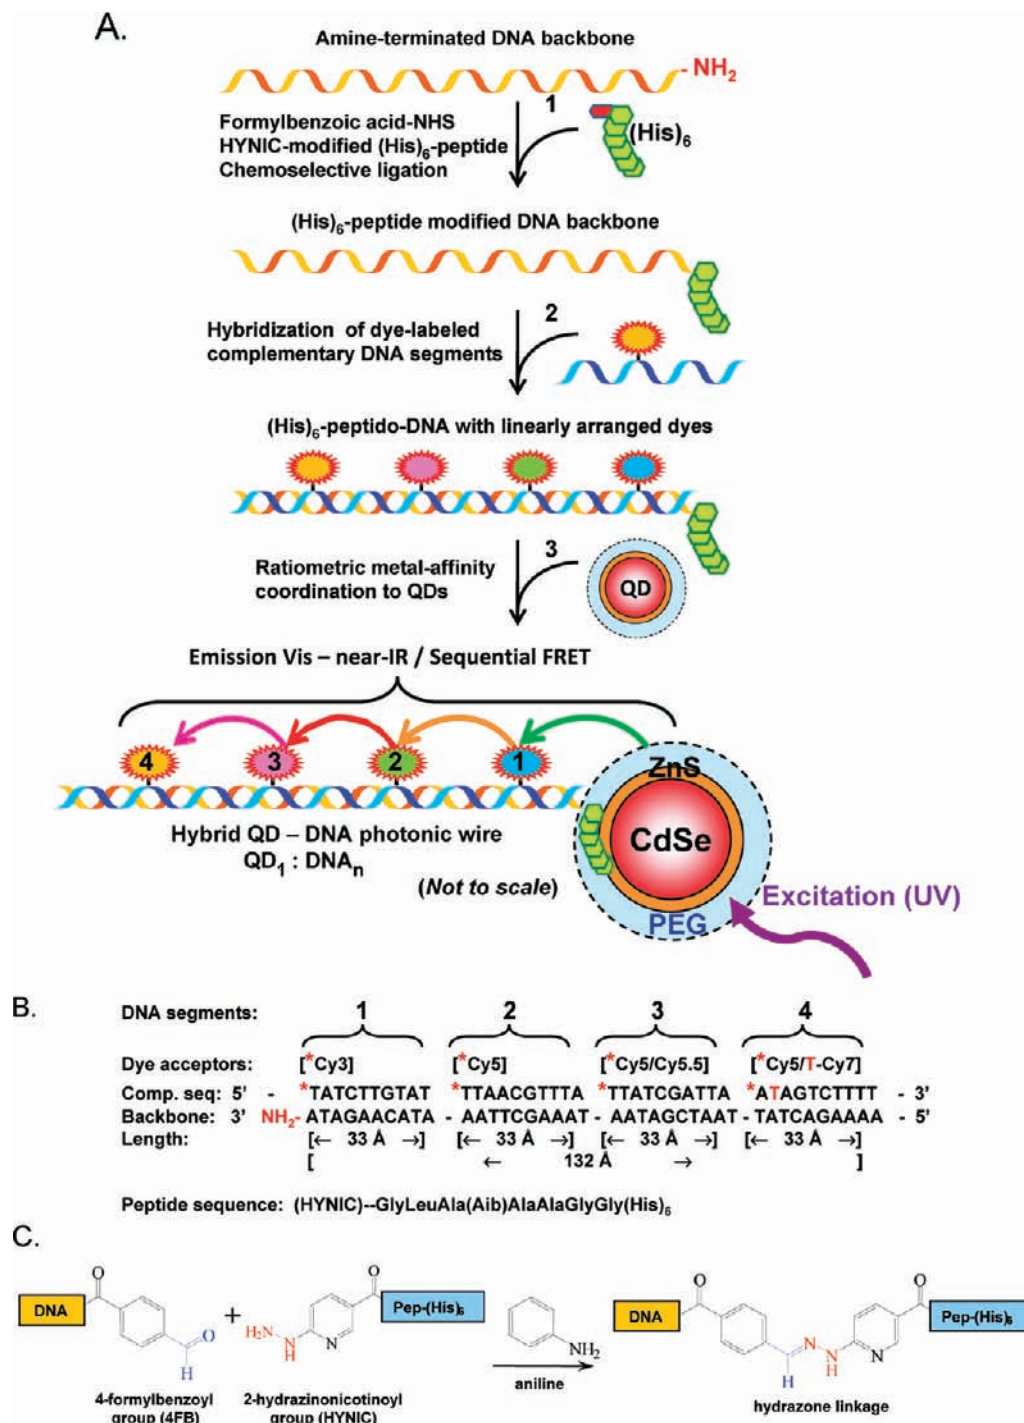 A.
Amine-terminated DNA backbone
NH2
1
Formylbenzoic acid-NHS
HYNIC-modified (His)6-peptide
Chemoselective ligation
(His)6
(His)6-peptide modified DNA backbone
2
Hybridization of dye-labeled
complementary DNA segments
(His)6-peptido-DNA with linearly arranged dyes
3
Ratiometric metal-affinity
coordination to QDs
QD
Emission Vis – near-IR / Sequential FRET
4 3 2 1
ZnS
CdSe
PEG
Hybrid QD – DNA photonic wire
QD1 : DNAn
(Not to scale)
Excitation (UV)
B.
DNA segments: 1 2 3 4
Dye acceptors: [*Cy3] [*Cy5] [*Cy5/Cy5.5] [*Cy5/T-Cy7]
Comp. seq: 5' - *TATCTTGTAT *TTAACGTTTA *TTATCGATTA *ATAGTCTTTT - 3'
Backbone: 3' NH2- ATAGAACATA - AATTCGAAAT - AATAGCTAAT - TATCAGAAAA - 5'
Length: [← 33 Å →] [← 33 Å →] [← 33 Å →] [← 33 Å →]
[ ← 132 Å → ]
Peptide sequence: (HYNIC)--GlyLeuAla(Aib)AlaAlaGlyGly(His)6
C.
DNA
O
O
H
+
H2N
N
H
N
O
Pep-(His)6
NH2
aniline
DNA
O
H
N
NH
N
O
Pep-(His)6
4-formylbenzoyl
group (4FB)
2-hydrazinonicotinoyl
group (HYNIC)
hydrazone linkage